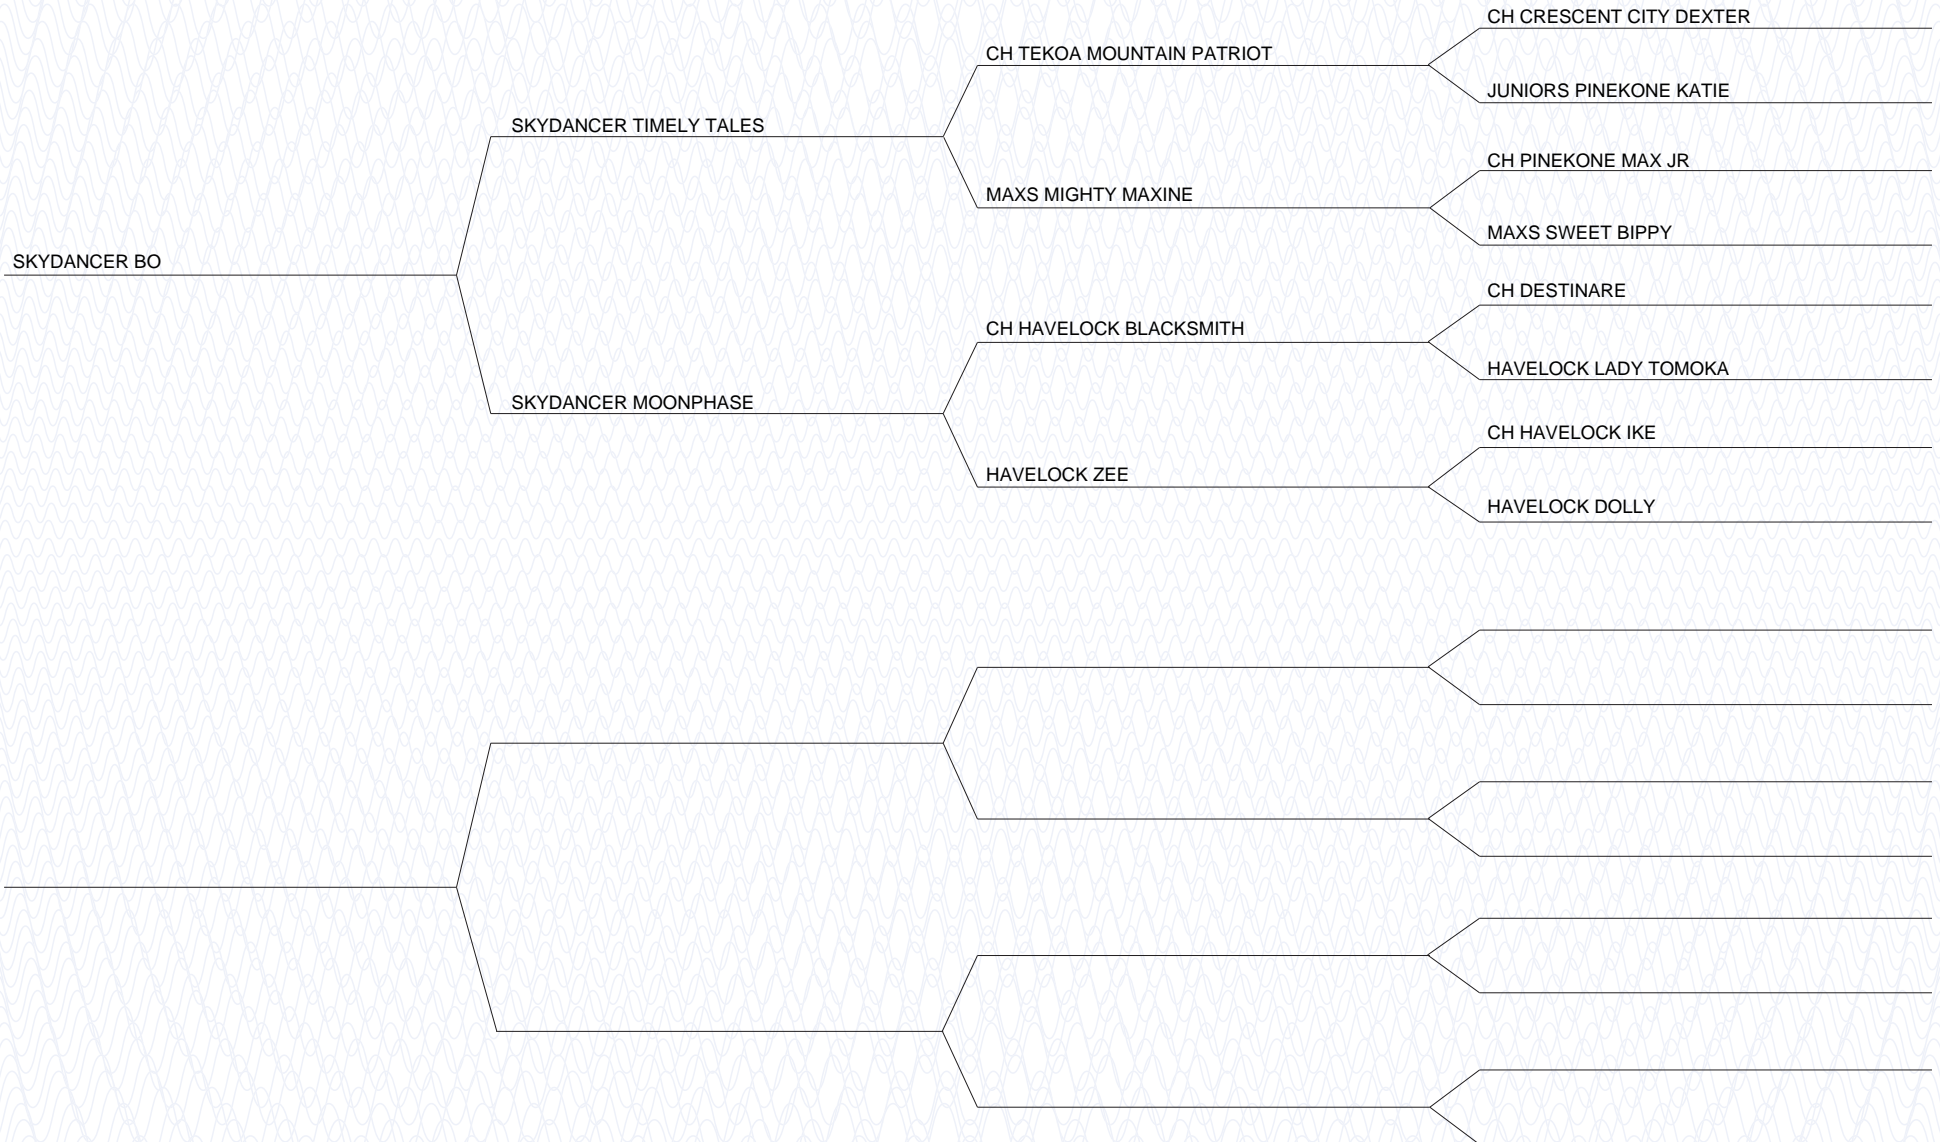 CH CRESCENT CITY DEXTER
CH TEKOA MOUNTAIN PATRIOT
JUNIORS PINEKONE KATIE
SKYDANCER TIMELY TALES
CH PINEKONE MAX JR
MAXS MIGHTY MAXINE
MAXS SWEET BIPPY
SKYDANCER BO
CH DESTINARE
CH HAVELOCK BLACKSMITH
HAVELOCK LADY TOMOKA
SKYDANCER MOONPHASE
CH HAVELOCK IKE
HAVELOCK ZEE
HAVELOCK DOLLY